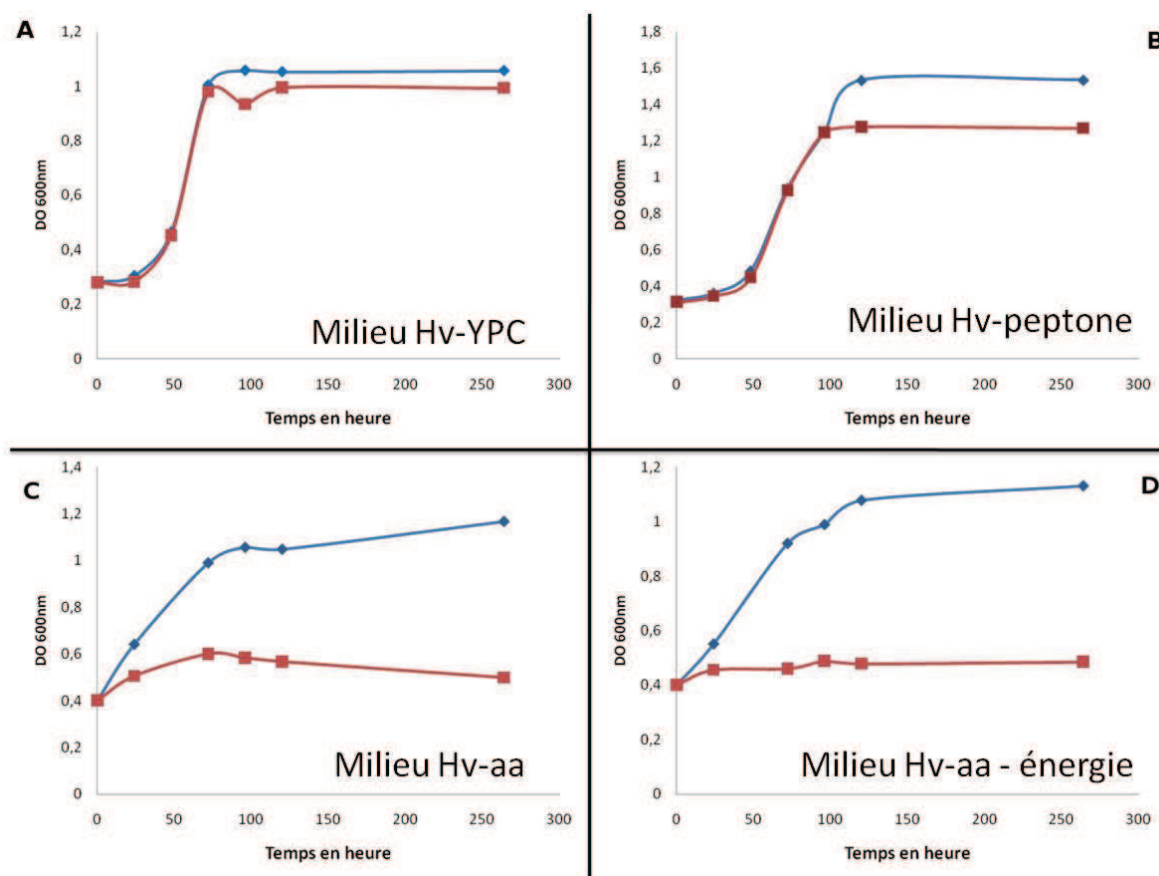 A
1,2
1
0,8
0,6
0,4
0,2
0
DO 600nm
0 50 100 150 200 250 300
Temps en heure
Milieu Hv-YPC
B
1,8
1,6
1,4
1,2
1
0,8
0,6
0,4
0,2
0
DO 600nm
0 50 100 150 200 250 300
Temps en heure
Milieu Hv-peptone
C
1,4
1,2
1
0,8
0,6
0,4
0,2
0
DO 600nm
0 50 100 150 200 250 300
Temps en heure
Milieu Hv-aa
D
1,2
1
0,8
0,6
0,4
0,2
0
DO 600nm
0 50 100 150 200 250 300
Temps en heure
Milieu Hv-aa - énergie